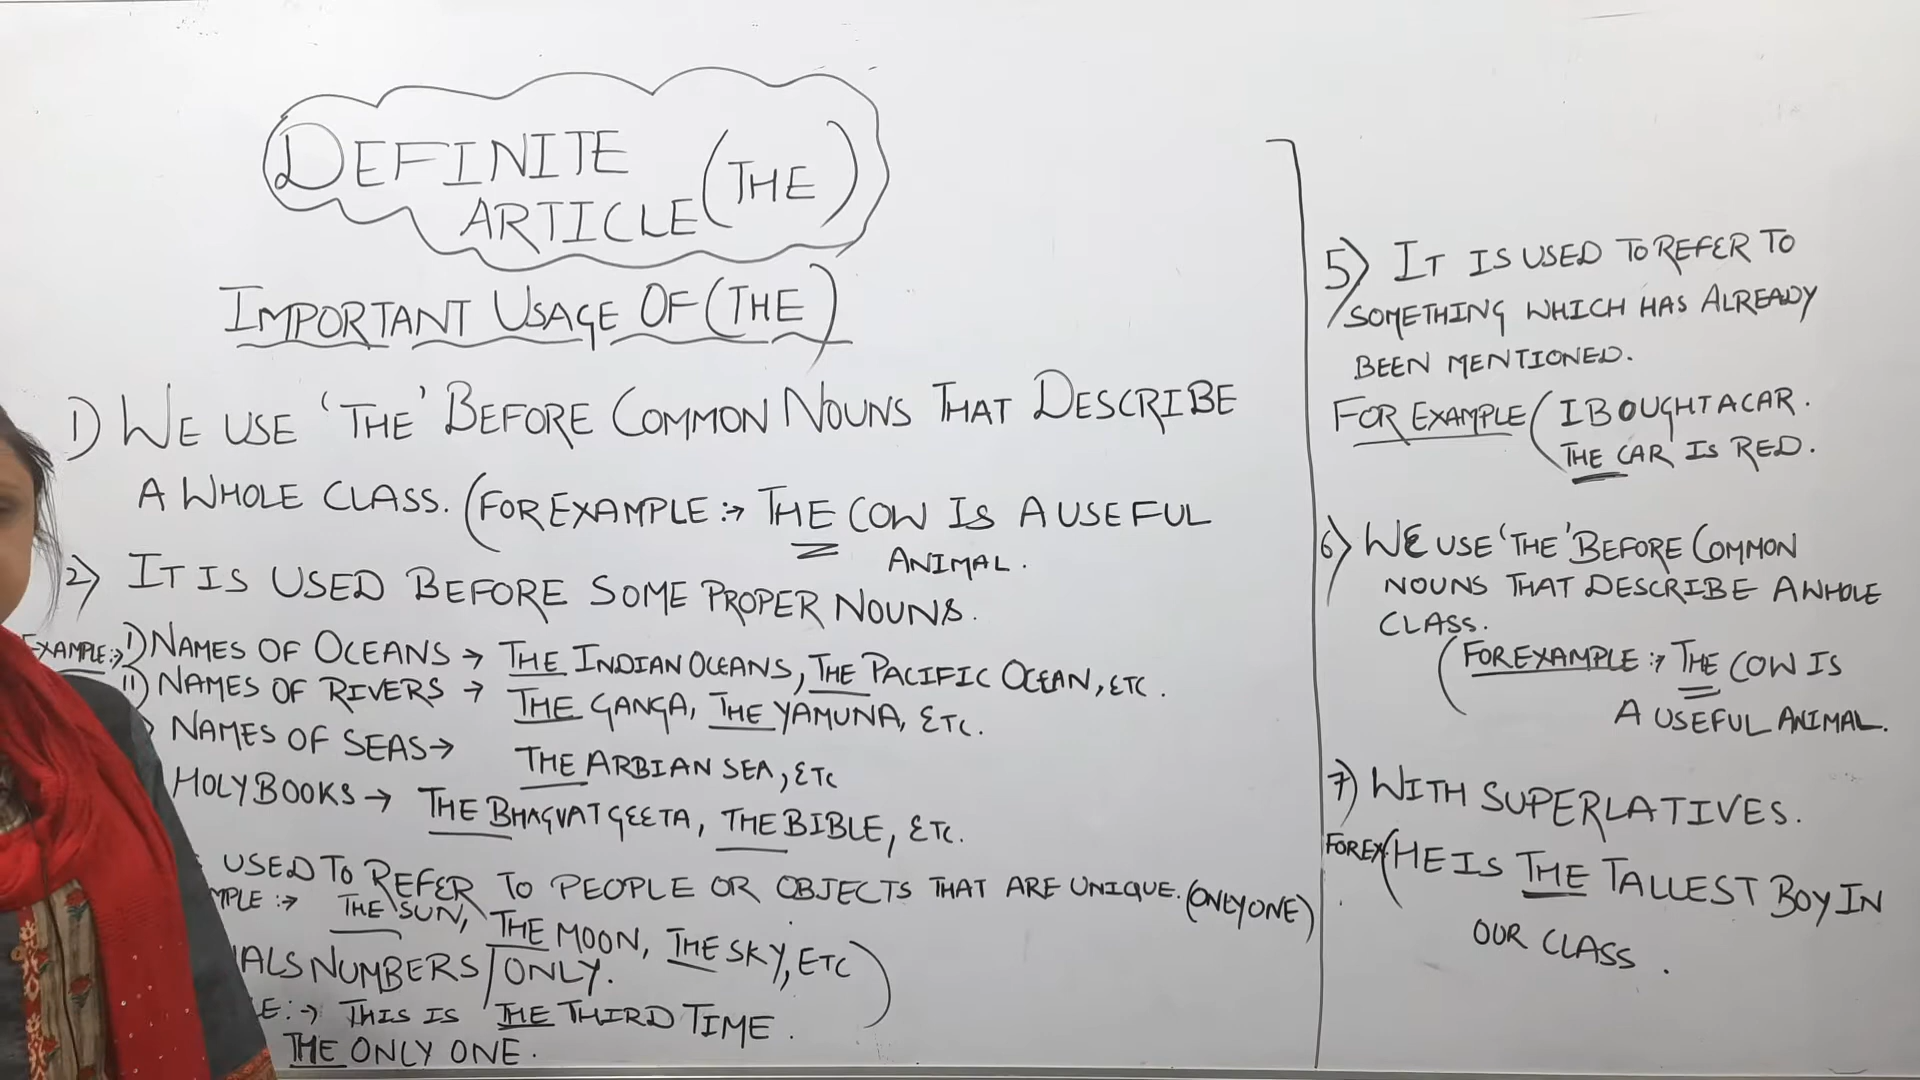 DEFINITE
ARTICLE (THE)
IMPORTANT USAGE OF (THE)
1) WE USE 'THE' BEFORE COMMON NOUNS THAT DESCRIBE
A WHOLE CLASS. (FOR EXAMPLE :→ THE COW IS A USEFUL
ANIMAL.
2) IT IS USED BEFORE SOME PROPER NOUNS.
EXAMPLE :→ I) NAMES OF OCEANS → THE INDIAN OCEANS, THE PACIFIC OCEAN, ETC.
II) NAMES OF RIVERS → THE GANGA, THE YAMUNA, ETC.
NAMES OF SEAS → THE ARBIAN SEA, ETC
HOLY BOOKS → THE BHAGVAT GEETA, THE BIBLE, ETC.
USED TO REFER TO PEOPLE OR OBJECTS THAT ARE UNIQUE. (ONLY ONE)
MPLE :→ THE SUN, THE MOON, THE SKY, ETC)
ALS NUMBERS / ONLY.
E :→ THIS IS THE THIRD TIME.
THE ONLY ONE.
5) IT IS USED TO REFER TO
SOMETHING WHICH HAS ALREADY
BEEN MENTIONED.
FOR EXAMPLE (I BOUGHT A CAR.
THE CAR IS RED.
6) WE USE 'THE' BEFORE COMMON
NOUNS THAT DESCRIBE A WHOLE
CLASS.
(FOR EXAMPLE :→ THE COW IS
A USEFUL ANIMAL.
7) WITH SUPERLATIVES.
FOR EX (HE IS THE TALLEST BOY IN
OUR CLASS.